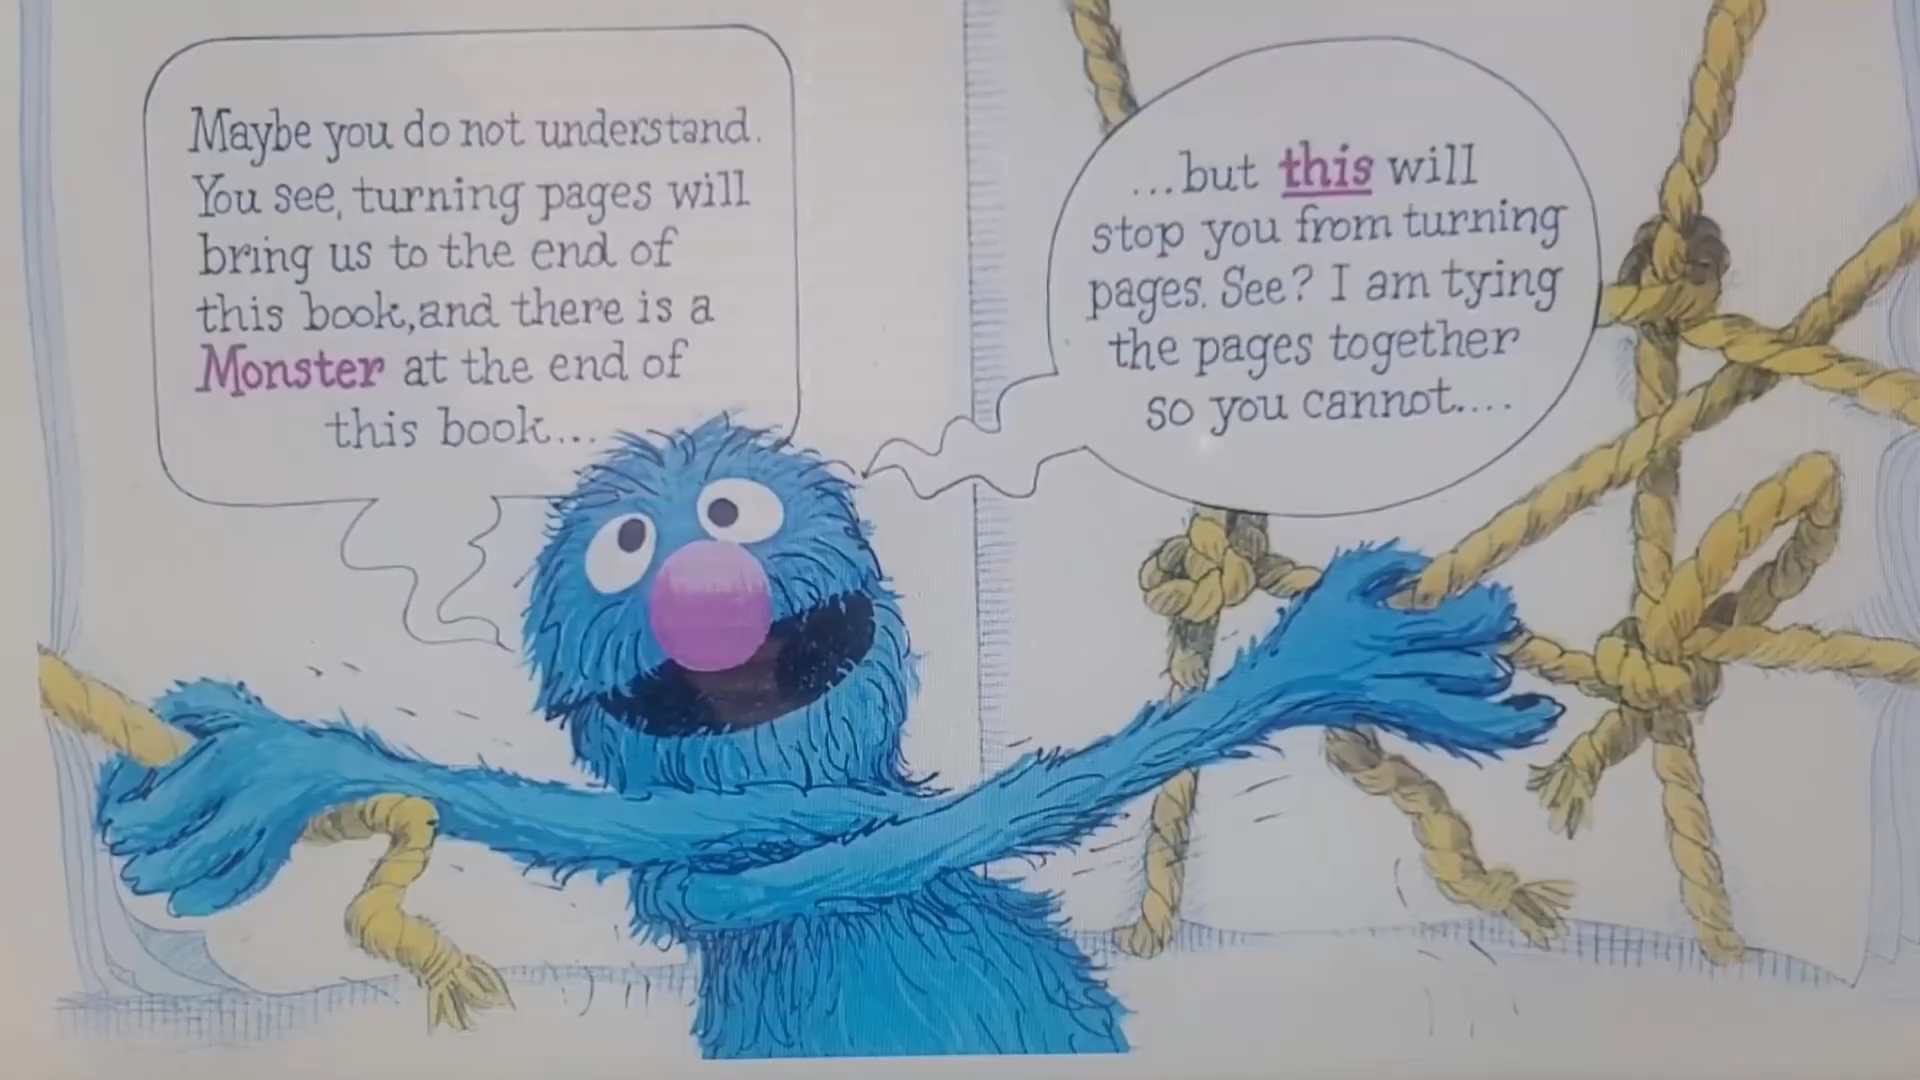 Maybe you do not understand.
You see, turning pages will
bring us to the end of
this book, and there is a
Monster at the end of
this book...
...but this will
stop you from turning
pages. See? I am tying
the pages together
so you cannot....